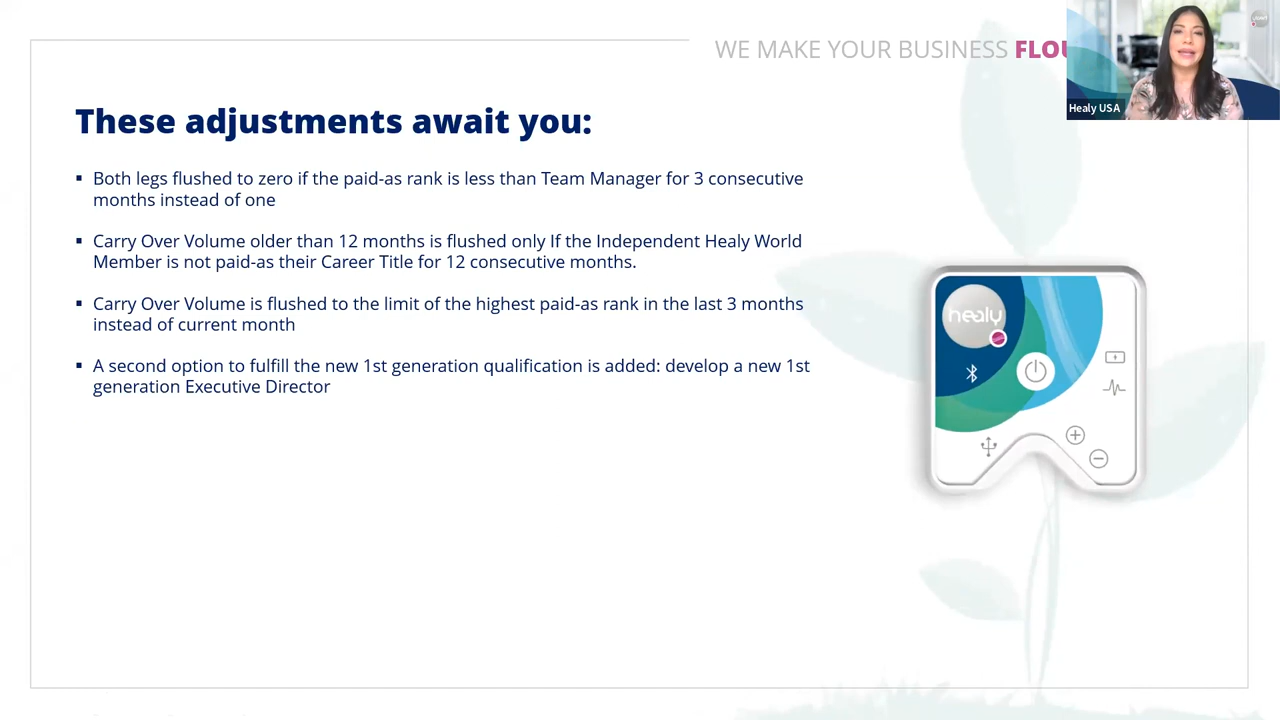 WE MAKE YOUR BUSINESS
Healy USA
These adjustments await you:
▪ Both legs flushed to zero if the paid-as rank is less than Team Manager for 3 consecutive
months instead of one
▪ Carry Over Volume older than 12 months is flushed only If the Independent Healy World
Member is not paid-as their Career Title for 12 consecutive months.
▪ Carry Over Volume is flushed to the limit of the highest paid-as rank in the last 3 months
instead of current month
▪ A second option to fulfill the new 1st generation qualification is added: develop a new 1st
generation Executive Director
healy